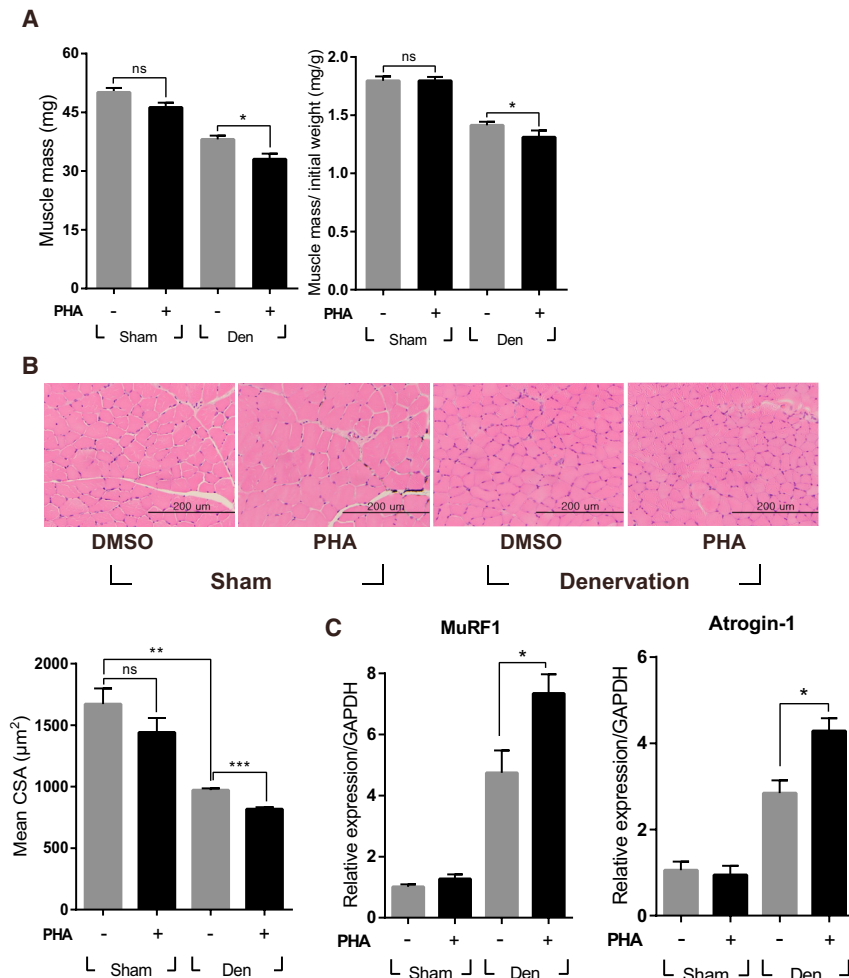 A
Muscle mass (mg)
60
45
30
15
0
ns
*
PHA - + - +
Sham Den
Muscle mass/ initial weight (mg/g)
2.0
1.5
1.0
0.5
0.0
ns
*
- + - +
Sham Den
B
200 um 200 um 200 um 200 um
DMSO PHA DMSO PHA
Sham Denervation
Mean CSA (µm²)
2000
1500
1000
500
0
**
ns
***
PHA - + - +
Sham Den
C
MuRF1
Relative expression/GAPDH
8
6
4
2
0
*
PHA - + - +
Sham Den
Atrogin-1
Relative expression/GAPDH
6
4
2
0
*
- + - +
Sham Den